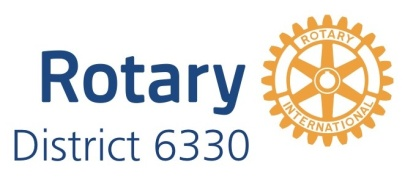 Rotary
District 6330
ROTARY
INTERNATIONAL